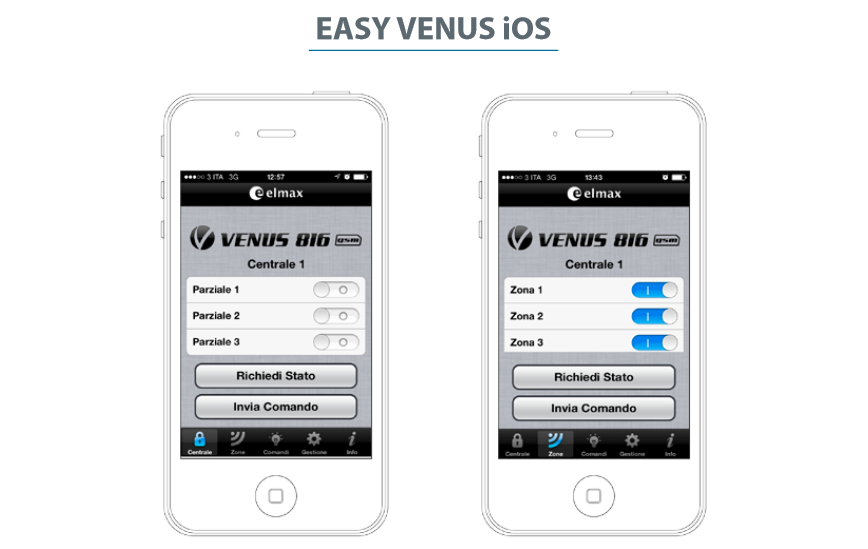 EASY VENUS iOS
3 ITA 3G 12:57
elmax
VENUS 816 gsm
Centrale 1
Parziale 1
Parziale 2
Parziale 3
Richiedi Stato
Invia Comando
Centrale Zone Comandi Gestione Info
3 ITA 3G 13:43
elmax
VENUS 816 gsm
Centrale 1
Zona 1
Zona 2
Zona 3
Richiedi Stato
Invia Comando
Centrale Zone Comandi Gestione Info